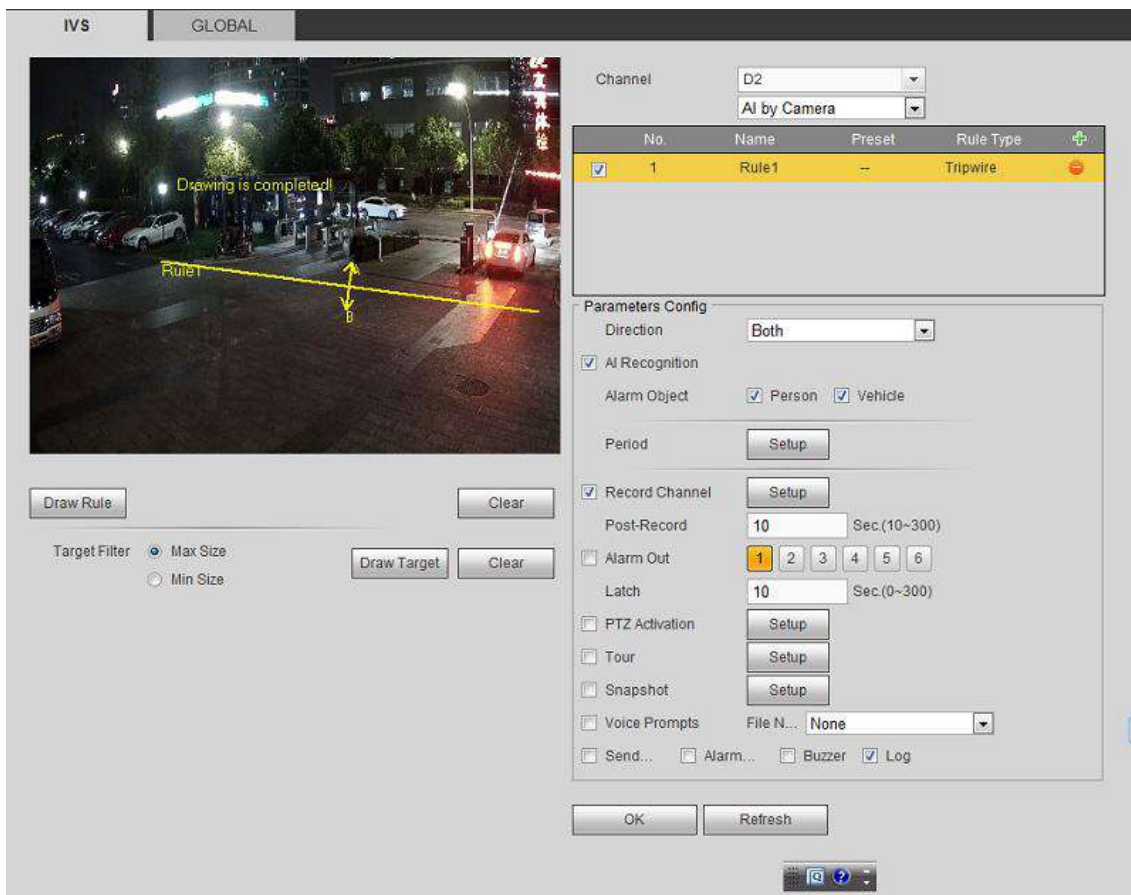 IVS GLOBAL
Drawing is completed!
Rule1
B
Draw Rule Clear
Target Filter Max Size
Min Size
Draw Target Clear
Channel D2
AI by Camera
No. Name Preset Rule Type
1 Rule1 -- Tripwire
Parameters Config
Direction Both
AI Recognition
Alarm Object Person Vehicle
Period Setup
Record Channel Setup
Post-Record 10 Sec.(10~300)
Alarm Out 1 2 3 4 5 6
Latch 10 Sec.(0~300)
PTZ Activation Setup
Tour Setup
Snapshot Setup
Voice Prompts File N... None
Send... Alarm... Buzzer Log
OK Refresh